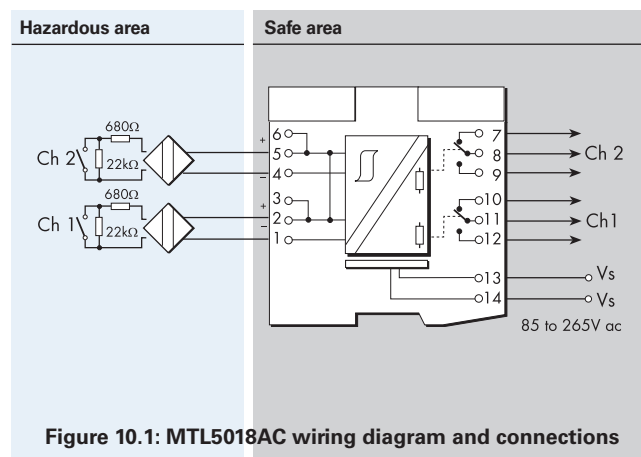 Hazardous area
Safe area
680Ω
22kΩ
Ch 2
+
–
6
5
4
680Ω
22kΩ
Ch 1
+
–
3
2
1
7
8
9
Ch 2
10
11
12
Ch1
13
Vs
14
Vs
85 to 265V ac
Figure 10.1: MTL5018AC wiring diagram and connections